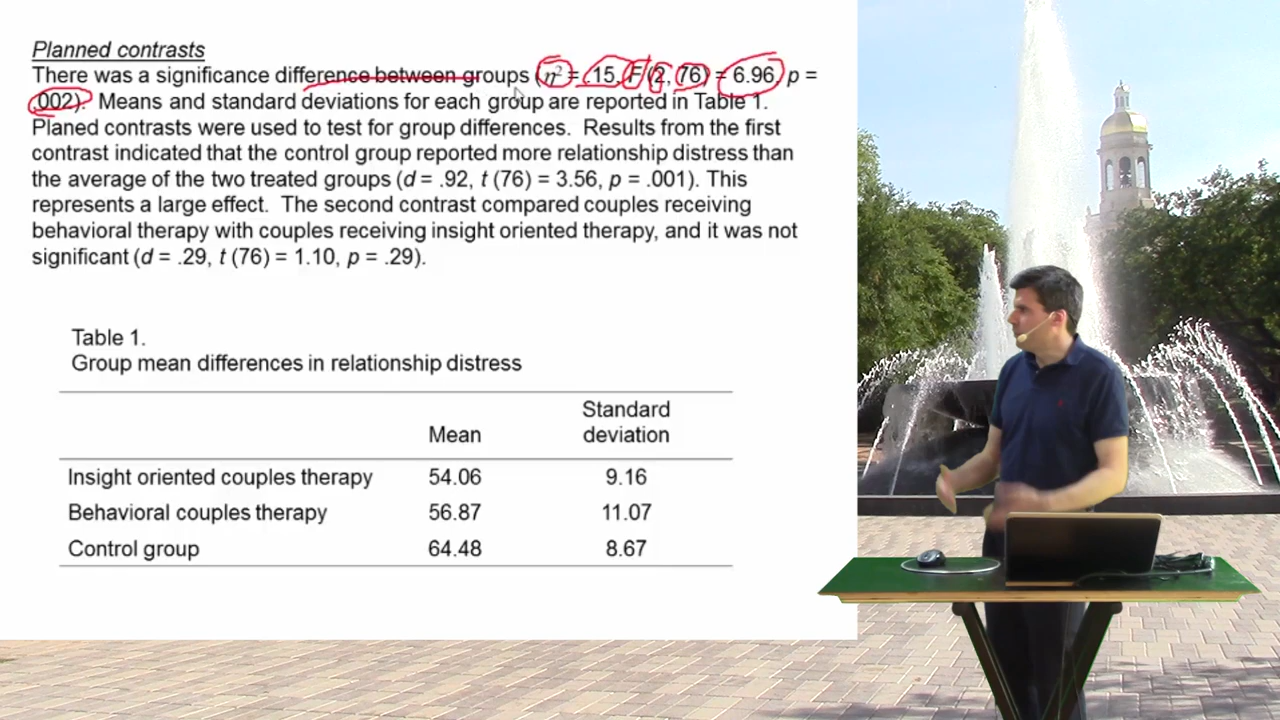 Planned contrasts
There was a significance difference between groups (η² = .15, F (2, 76) = 6.96, p =
.002). Means and standard deviations for each group are reported in Table 1.
Planed contrasts were used to test for group differences. Results from the first
contrast indicated that the control group reported more relationship distress than
the average of the two treated groups (d = .92, t (76) = 3.56, p = .001). This
represents a large effect. The second contrast compared couples receiving
behavioral therapy with couples receiving insight oriented therapy, and it was not
significant (d = .29, t (76) = 1.10, p = .29).
Table 1.
Group mean differences in relationship distress
Standard
Mean deviation
Insight oriented couples therapy 54.06 9.16
Behavioral couples therapy 56.87 11.07
Control group 64.48 8.67